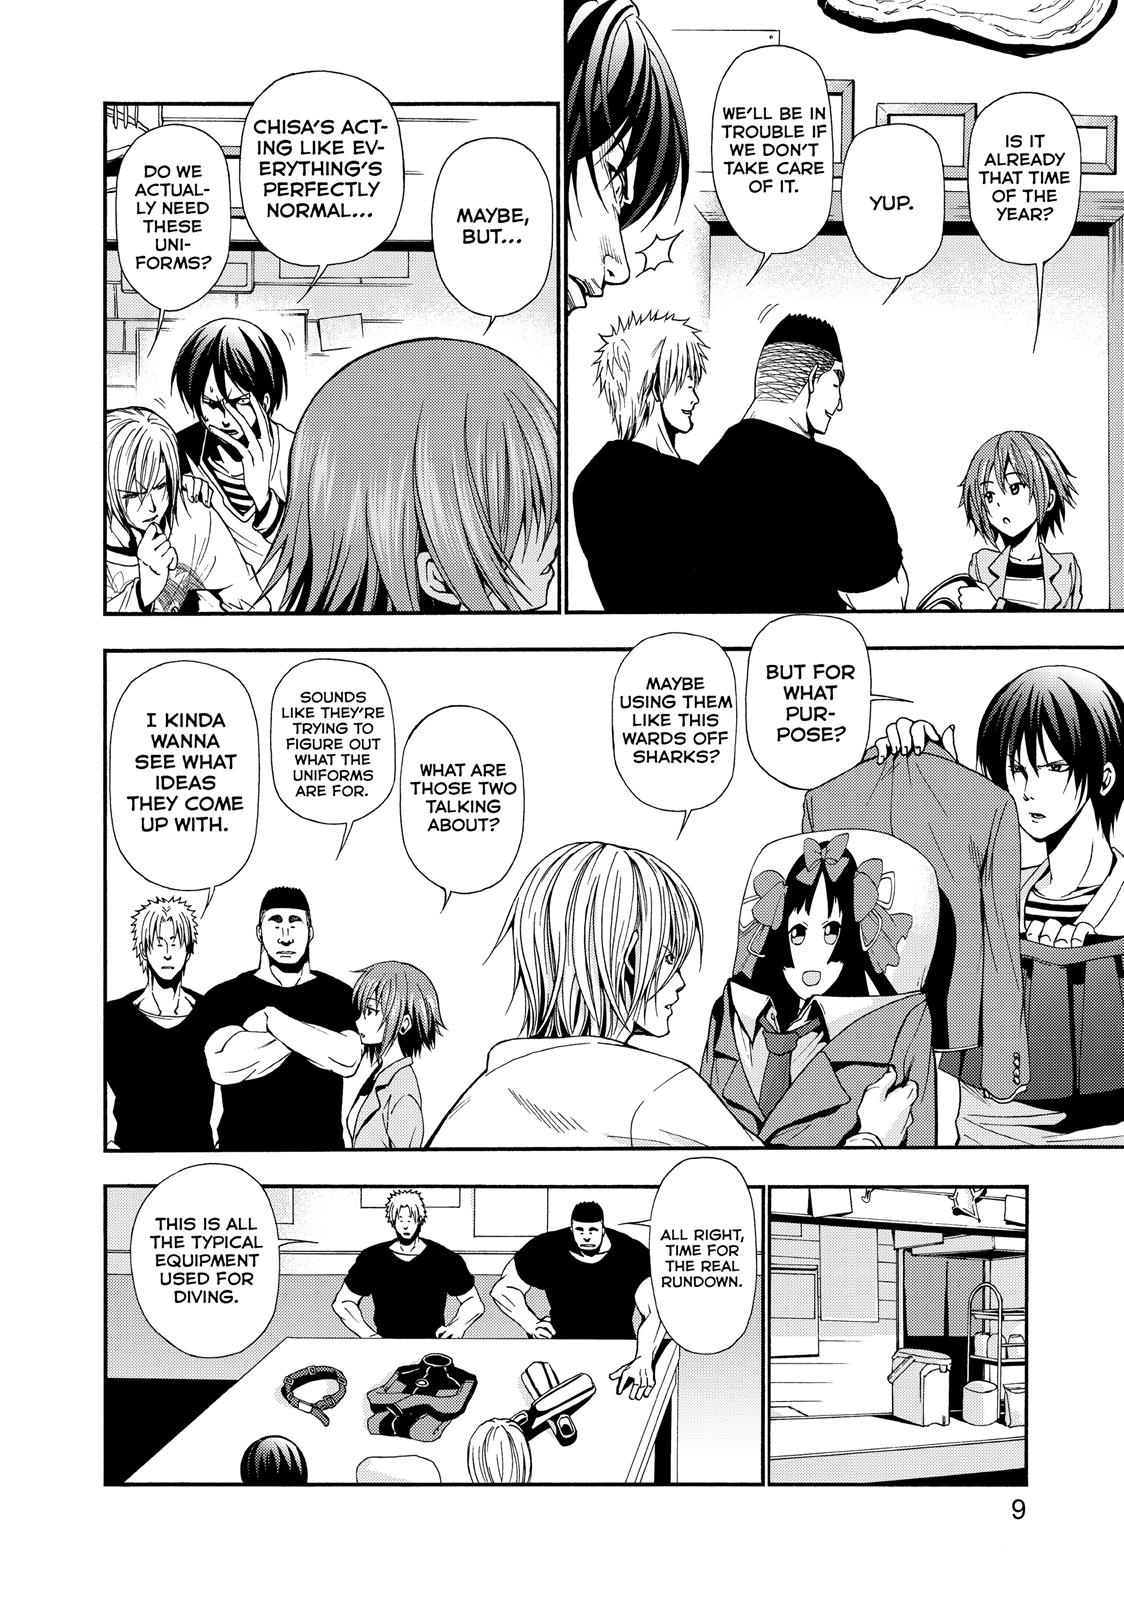 IS IT
ALREADY
THAT TIME
OF THE
YEAR?
YUP.
WE'LL BE IN
TROUBLE IF
WE DON'T
TAKE CARE
OF IT.
MAYBE,
BUT...
CHISA'S ACT-
ING LIKE EV-
ERYTHING'S
PERFECTLY
NORMAL...
DO WE
ACTUAL-
LY NEED
THESE
UNI-
FORMS?
BUT FOR
WHAT
PUR-
POSE?
MAYBE
USING THEM
LIKE THIS
WARDS OFF
SHARKS?
WHAT ARE
THOSE TWO
TALKING
ABOUT?
SOUNDS
LIKE THEY'RE
TRYING TO
FIGURE OUT
WHAT THE
UNIFORMS
ARE FOR.
I KINDA
WANNA
SEE WHAT
IDEAS
THEY COME
UP WITH.
ALL RIGHT,
TIME FOR
THE REAL
RUNDOWN.
THIS IS ALL
THE TYPICAL
EQUIPMENT
USED FOR
DIVING.
9